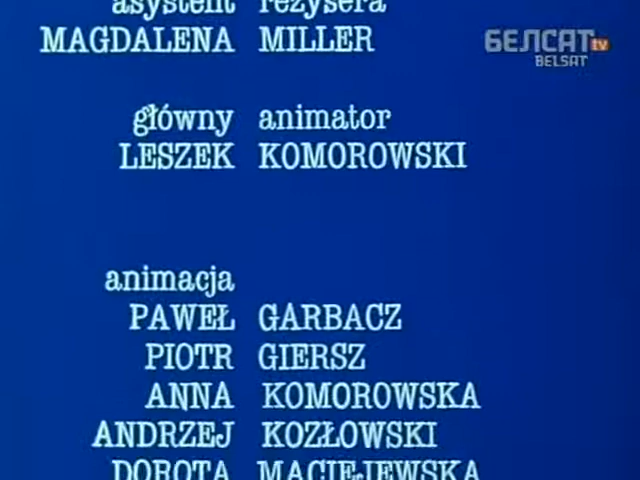 asystent reżysera
MAGDALENA MILLER
БЕЛСАТ tv
BELSAT
główny animator
LESZEK KOMOROWSKI
animacja
PAWEŁ GARBACZ
PIOTR GIERSZ
ANNA KOMOROWSKA
ANDRZEJ KOZŁOWSKI
DOROTA MACIEJEWSKA